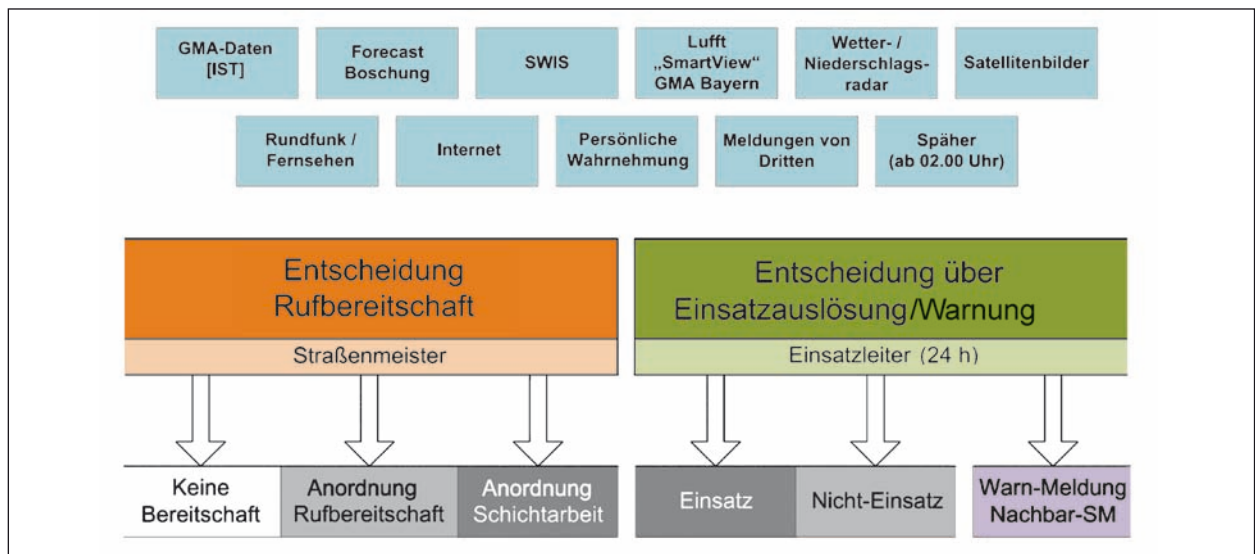 GMA-Daten
[IST]
Forecast
Boschung
SWIS
Lufft
„SmartView“
GMA Bayern
Wetter- /
Niederschlags-
radar
Satellitenbilder
Rundfunk /
Fernsehen
Internet
Persönliche
Wahrnehmung
Meldungen von
Dritten
Späher
(ab 02.00 Uhr)
Entscheidung
Rufbereitschaft
Straßenmeister
Entscheidung über
Einsatzauslösung/Warnung
Einsatzleiter (24 h)
Keine
Bereitschaft
Anordnung
Rufbereitschaft
Anordnung
Schichtarbeit
Einsatz
Nicht-Einsatz
Warn-Meldung
Nachbar-SM